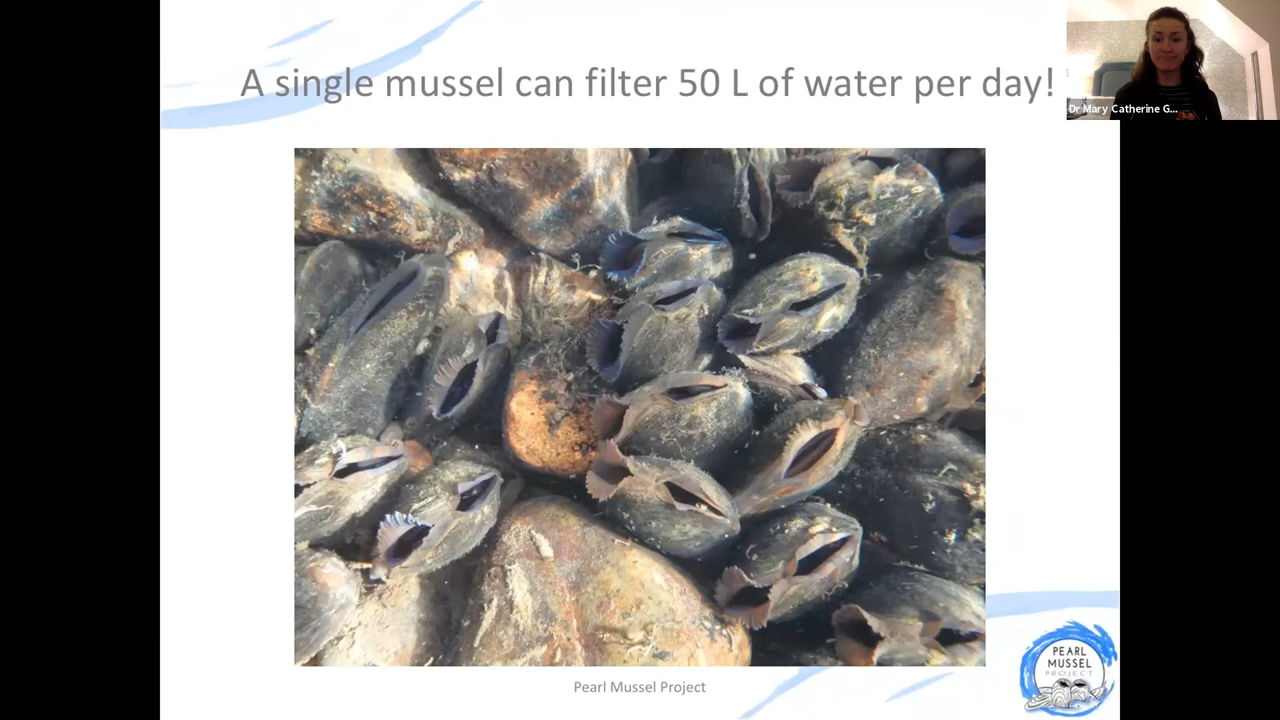 A single mussel can filter 50 L of water per day!
Dr Mary Catherine G...
Pearl Mussel Project
PEARL
MUSSEL
PROJECT